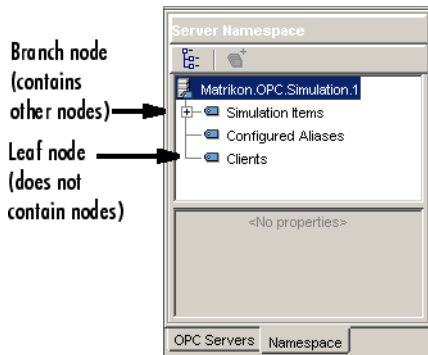 Server Namespace
Branch node
(contains
other nodes)
Leaf node
(does not
contain nodes)
Matrikon.OPC.Simulation.1
Simulation Items
Configured Aliases
Clients
<No properties>
OPC Servers
Namespace